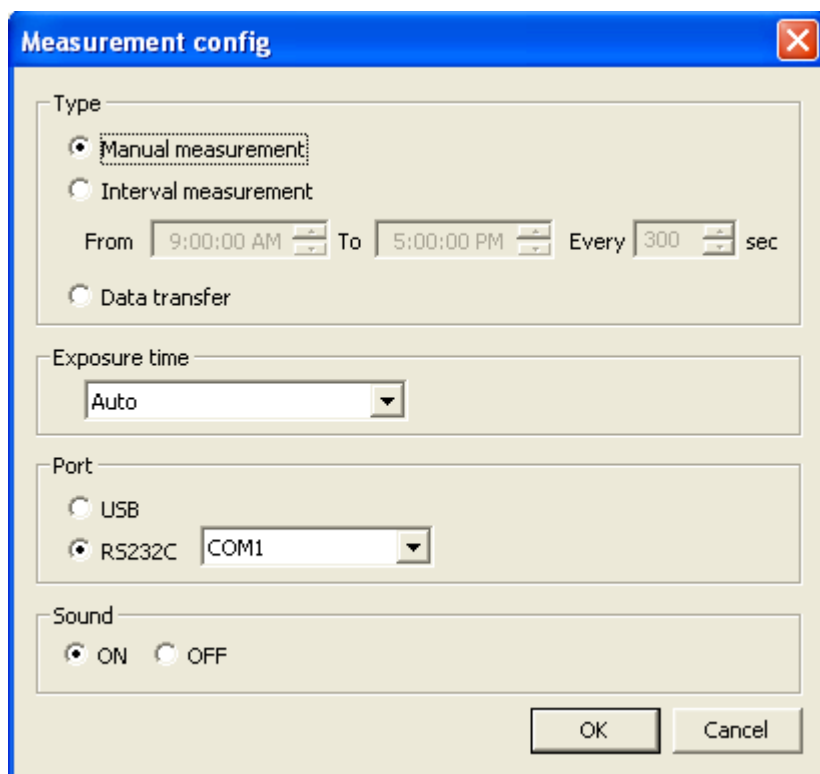 Measurement config
Type
Manual measurement
Interval measurement
From 9:00:00 AM To 5:00:00 PM Every 300 sec
Data transfer
Exposure time
Auto
Port
USB
RS232C COM1
Sound
ON OFF
OK Cancel